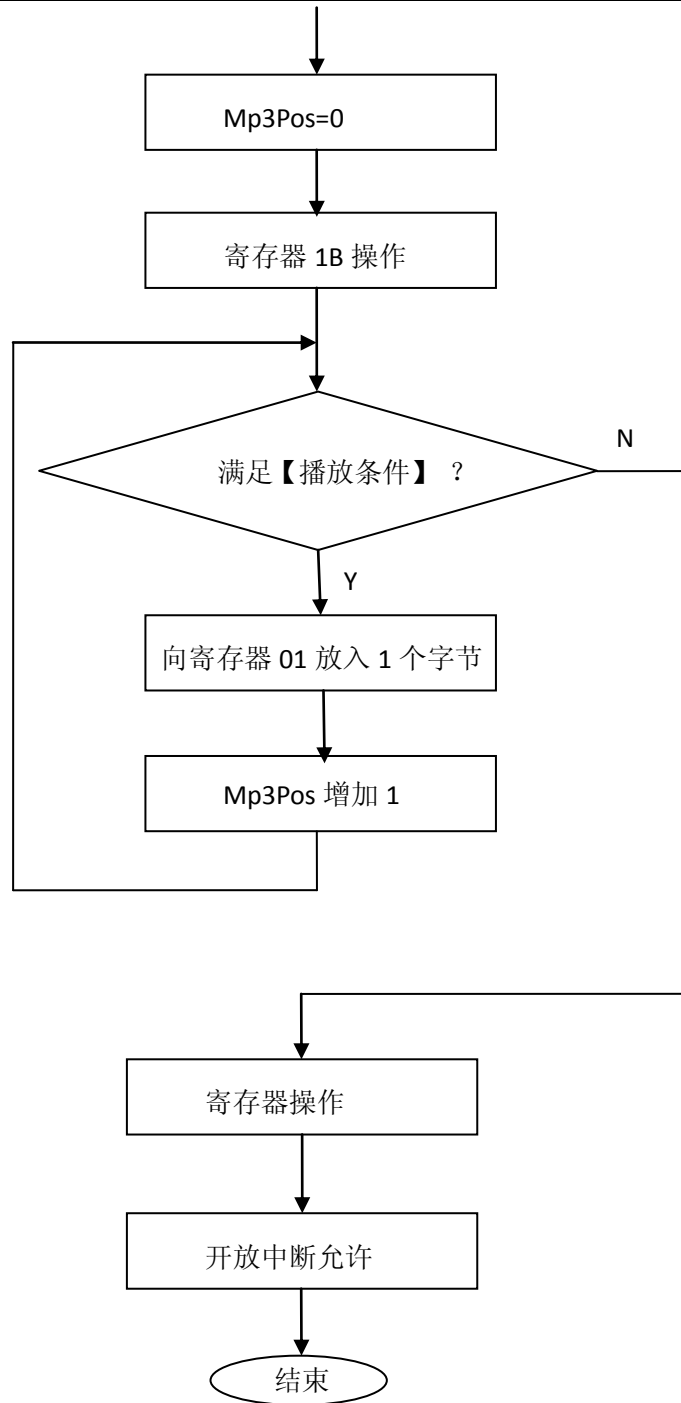 Mp3Pos=0
寄存器 1B 操作
满足【播放条件】 ？
N
Y
向寄存器 01 放入 1 个字节
Mp3Pos 增加 1
寄存器操作
开放中断允许
结束